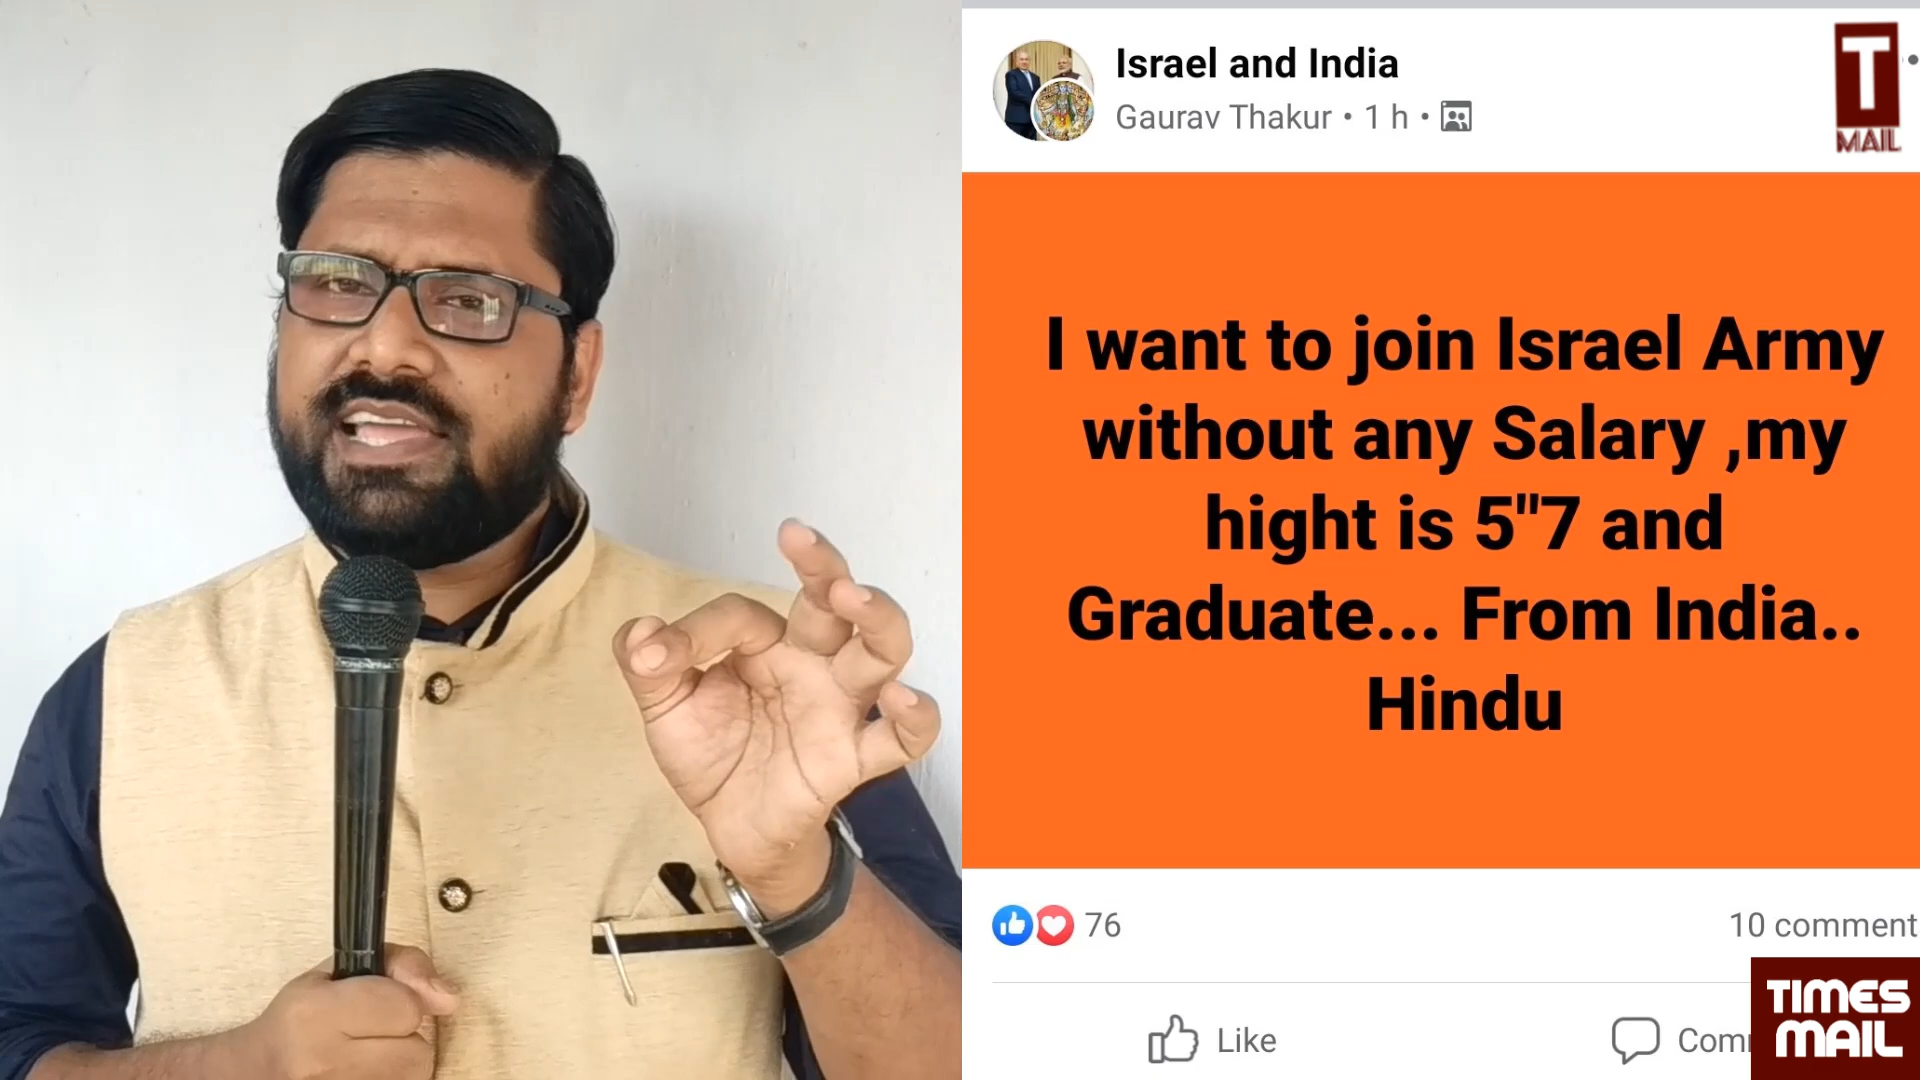 Israel and India
Gaurav Thakur • 1 h •
T
MAIL
I want to join Israel Army
without any Salary ,my
hight is 5"7 and
Graduate... From India..
Hindu
76
10 comment
Like
Com
TIMES
MAIL